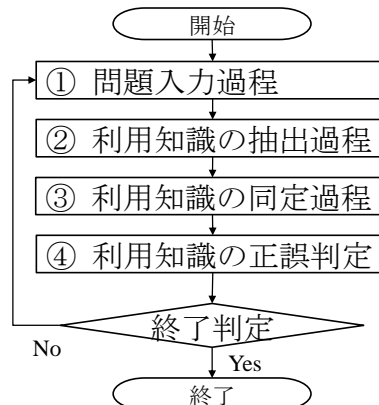 開始
① 問題入力過程
② 利用知識の抽出過程
③ 利用知識の同定過程
④ 利用知識の正誤判定
終了判定
No
Yes
終了